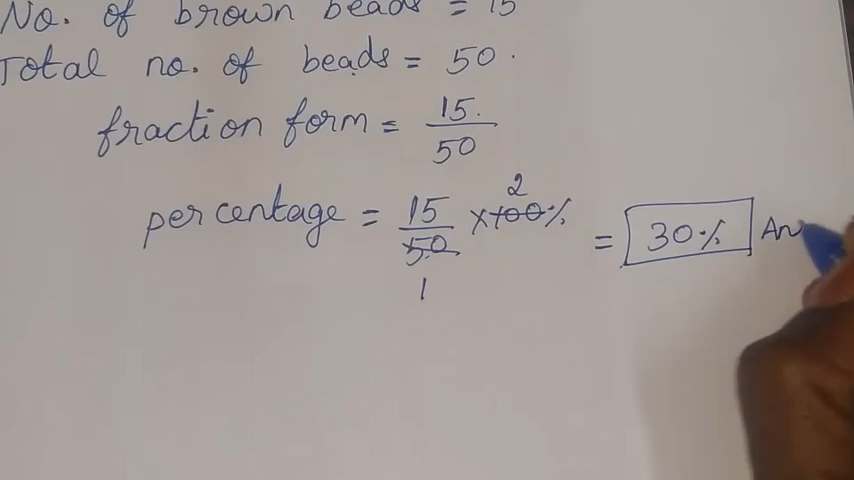 No. of brown beads = 15
Total no. of beads = 50.
fraction form = 15/50
percentage = 15/50 × 100% = 30% An
2
1